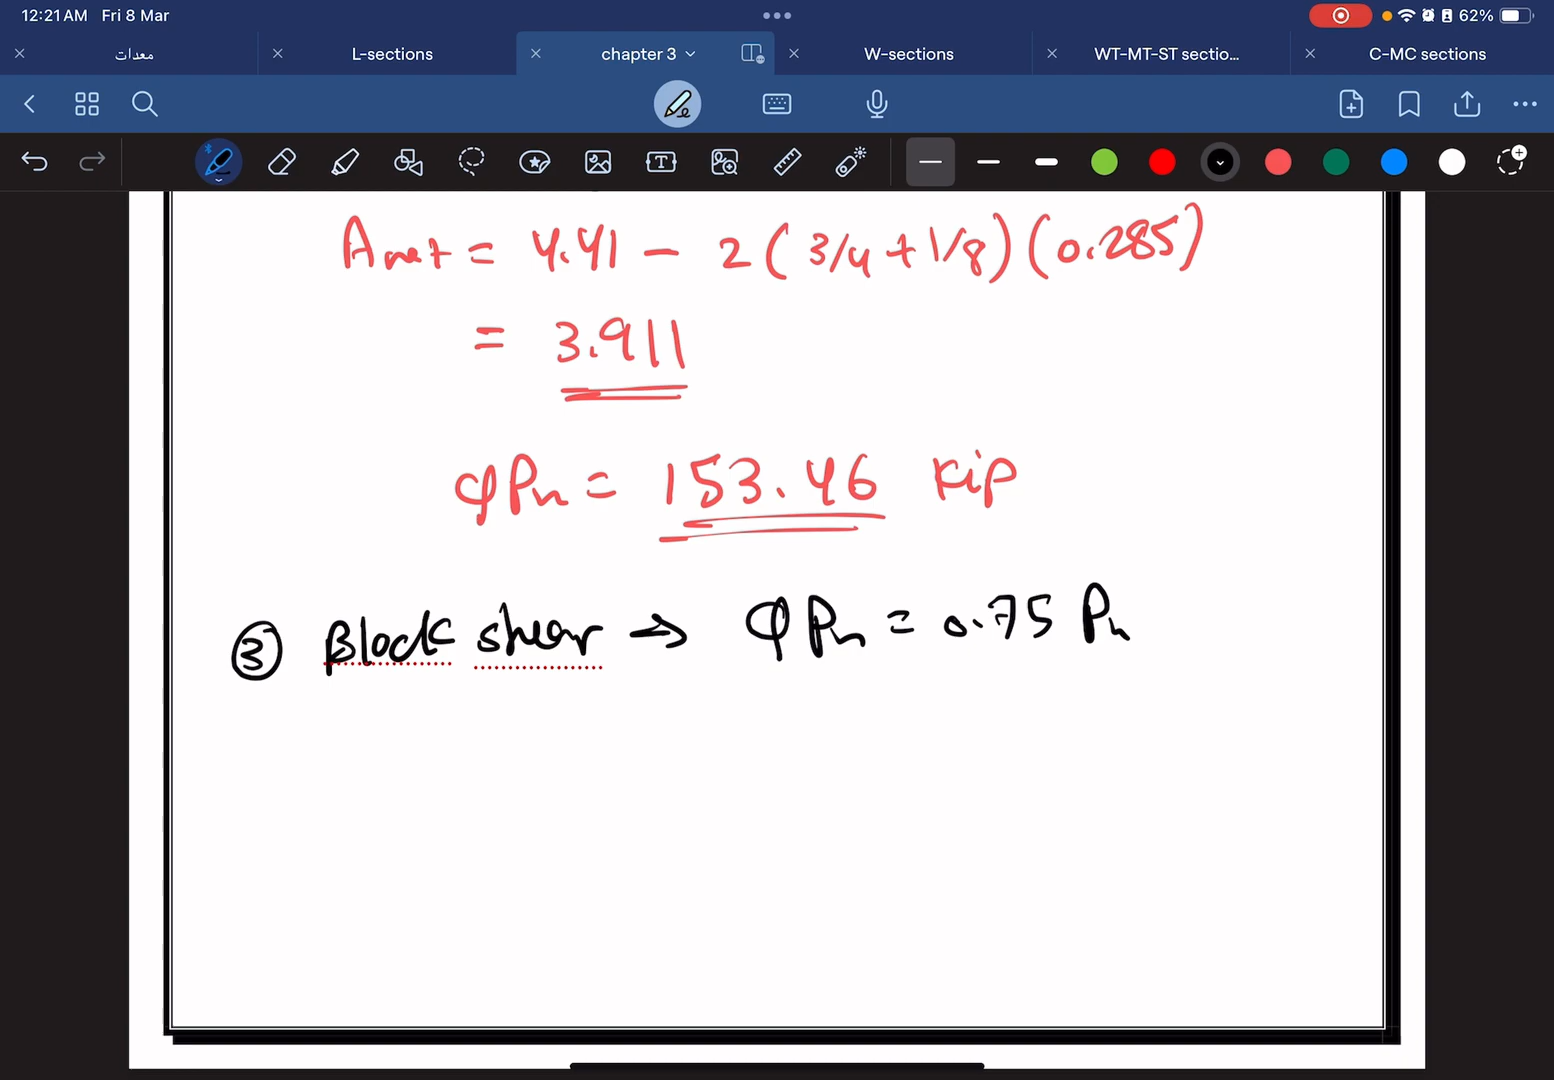 12:21 AM Fri 8 Mar
62%
معدات
L-sections
chapter 3
W-sections
WT-MT-ST sectio...
C-MC sections
Anet = 4.41 - 2(3/4+1/8)(0.285)
= 3.911
φPn = 153.46 Kip
③ Block shear → φPn = 0.75 Pn